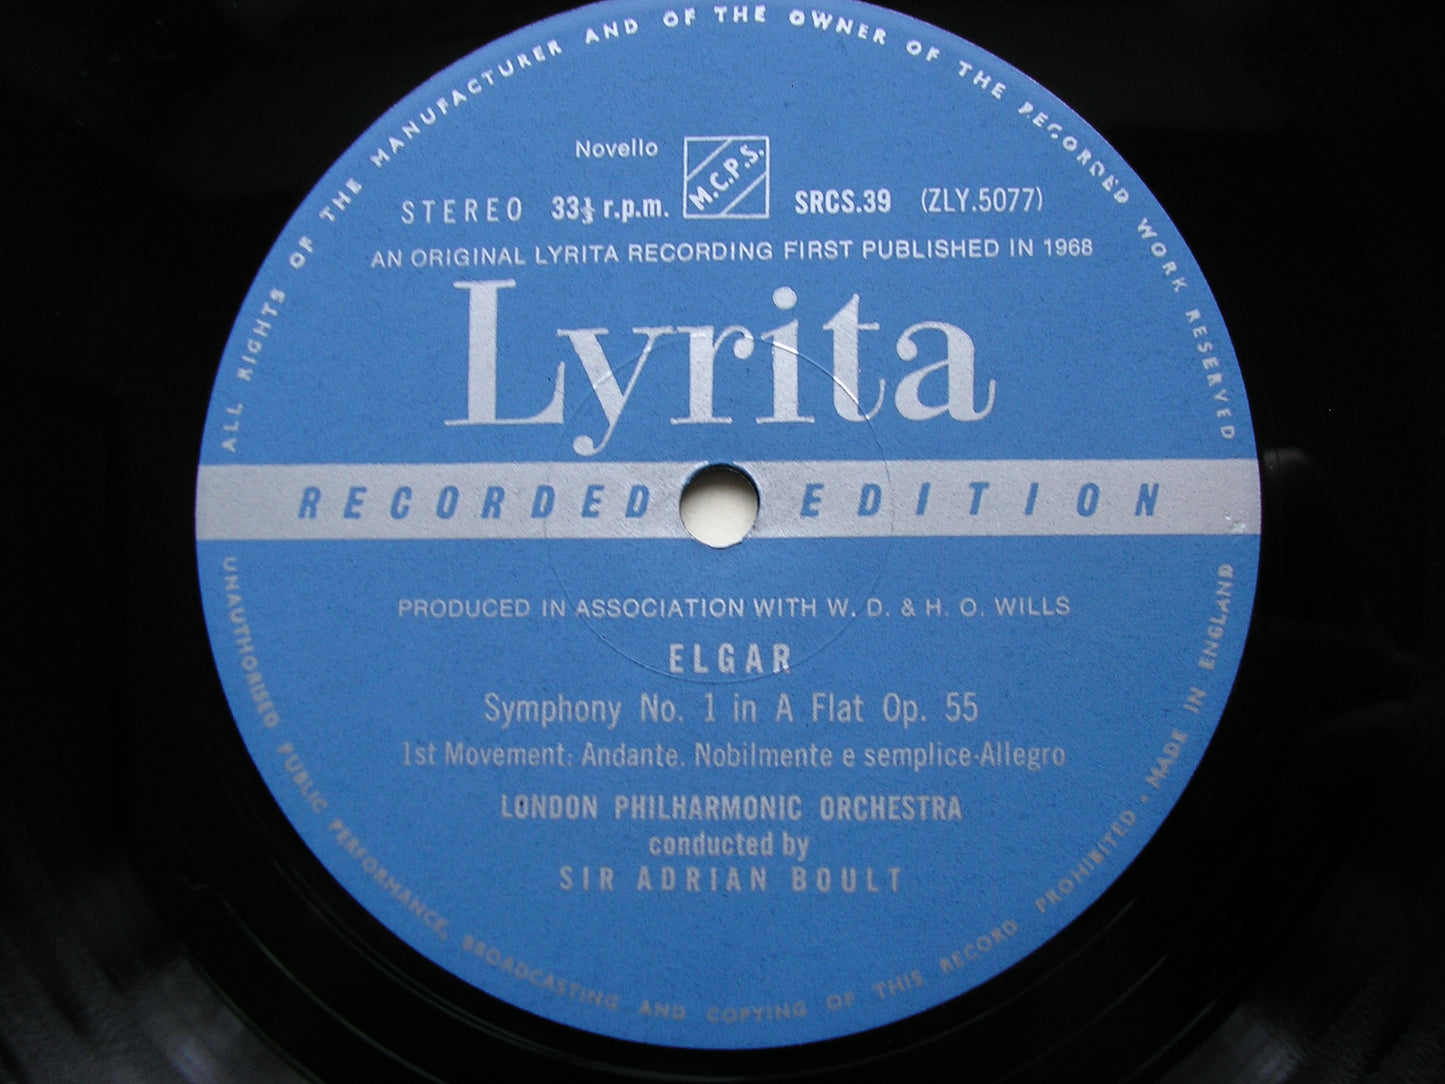 ALL RIGHTS OF THE MANUFACTURER AND OF THE OWNER OF THE RECORDED WORK RESERVED
Novello
M.C.P.S.
STEREO 33⅓ r.p.m. SRCS.39 (ZLY.5077)
AN ORIGINAL LYRITA RECORDING FIRST PUBLISHED IN 1968
Lyrita
RECORDED EDITION
PRODUCED IN ASSOCIATION WITH W. D. & H. O. WILLS
ELGAR
Symphony No. 1 in A Flat Op. 55
1st Movement: Andante. Nobilmente e semplice-Allegro
LONDON PHILHARMONIC ORCHESTRA
conducted by
SIR ADRIAN BOULT
UNAUTHORISED PUBLIC PERFORMANCE, BROADCASTING AND COPYING OF THIS RECORD PROHIBITED • MADE IN ENGLAND